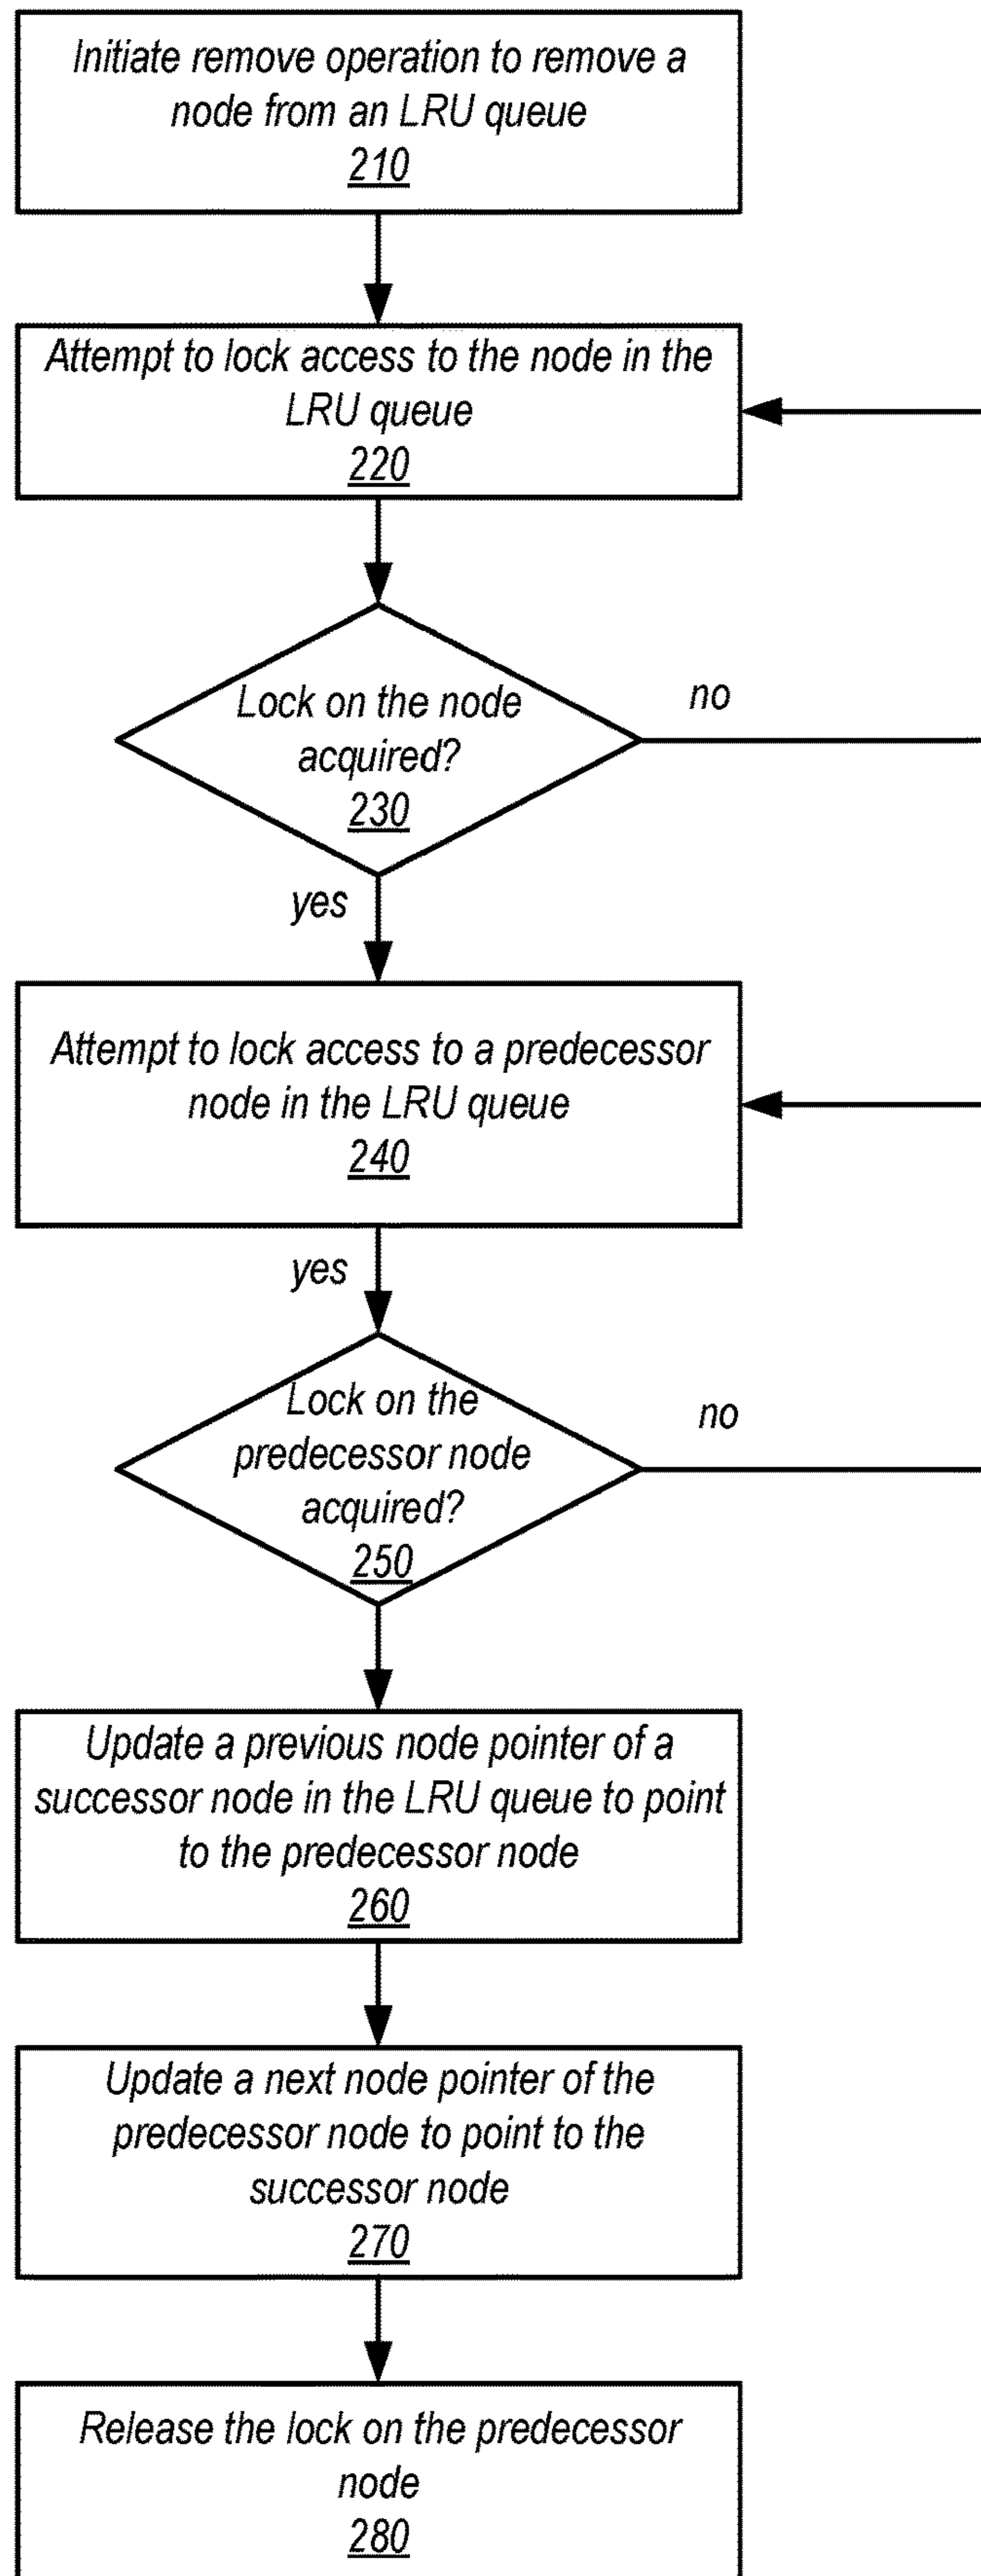 Initiate remove operation to remove a
node from an LRU queue
210
Attempt to lock access to the node in the
LRU queue
220
Lock on the node
acquired?
230
no
yes
Attempt to lock access to a predecessor
node in the LRU queue
240
yes
Lock on the
predecessor node
acquired?
250
no
Update a previous node pointer of a
successor node in the LRU queue to point
to the predecessor node
260
Update a next node pointer of the
predecessor node to point to the
successor node
270
Release the lock on the predecessor
node
280